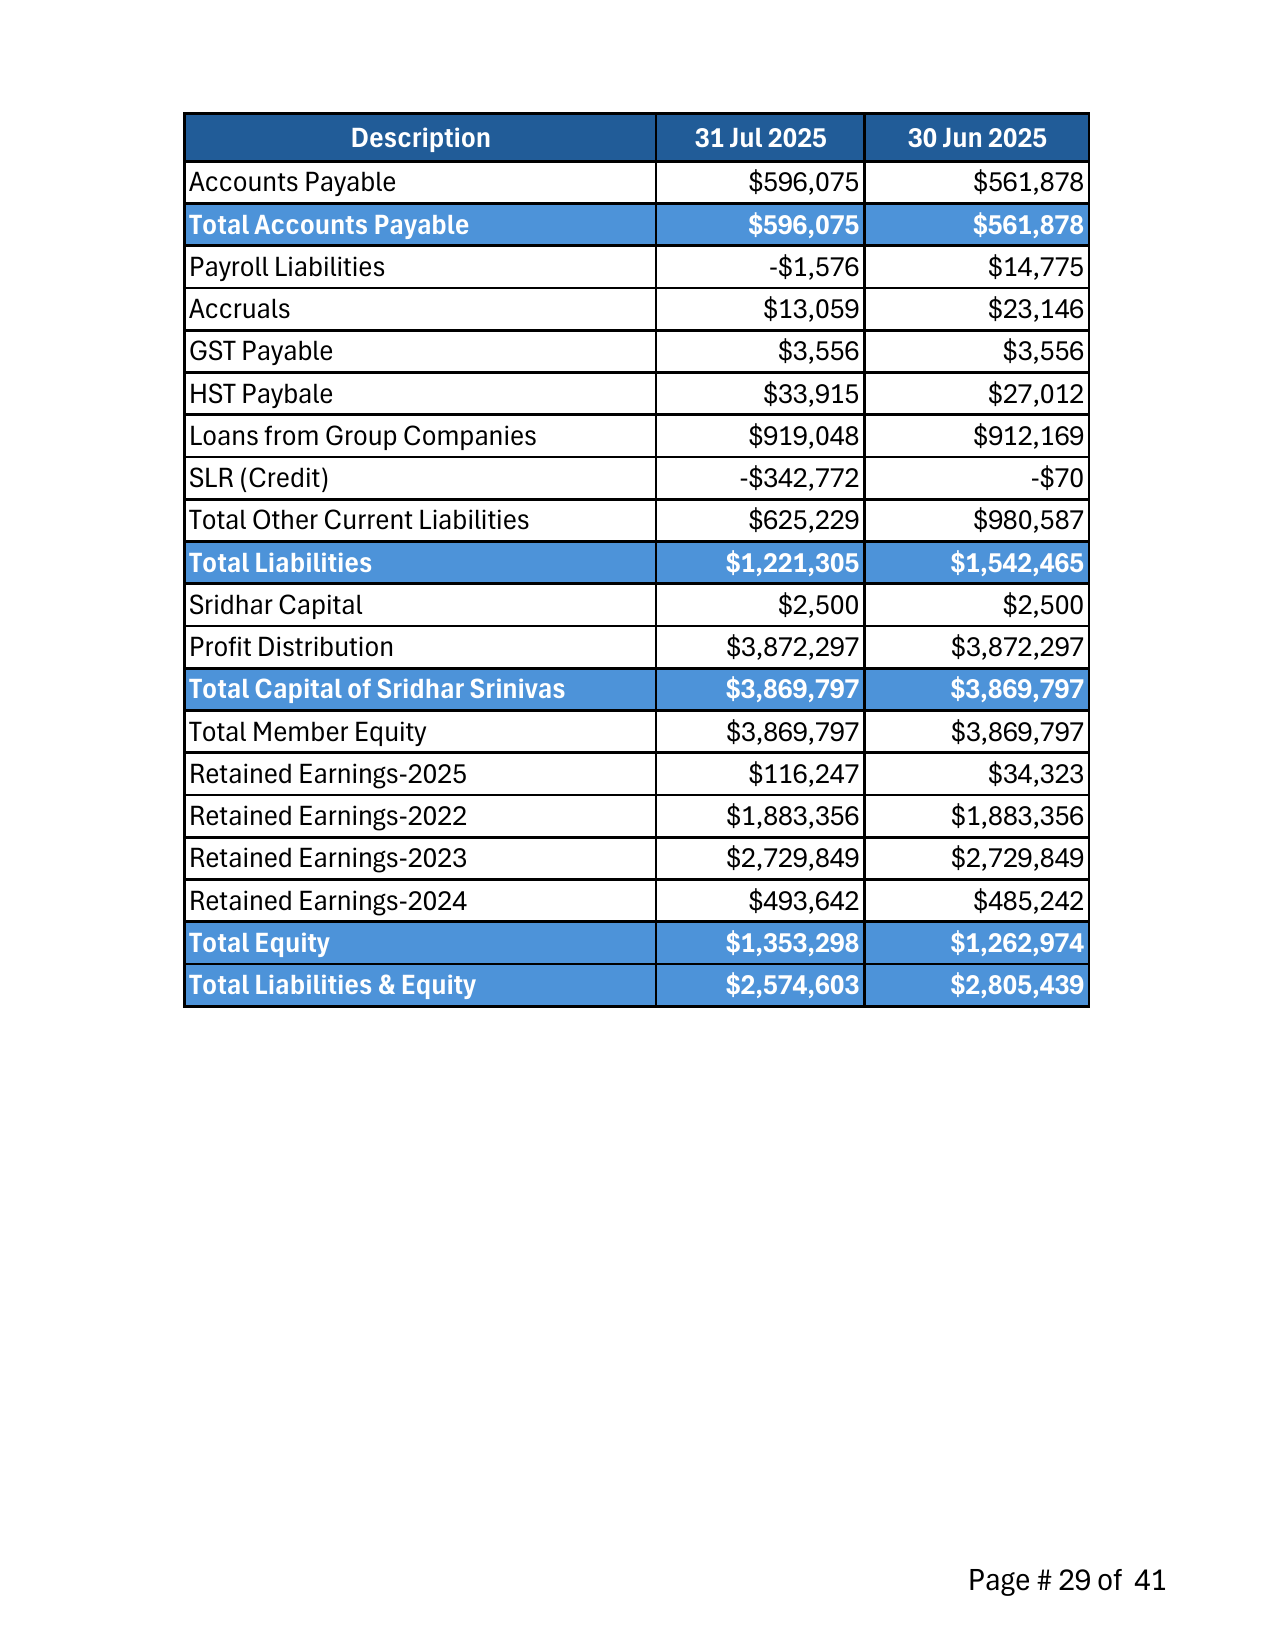 Description 31 Jul 2025 30 Jun 2025
Accounts Payable $596,075 $561,878
Total Accounts Payable $596,075 $561,878
Payroll Liabilities -$1,576 $14,775
Accruals $13,059 $23,146
GST Payable $3,556 $3,556
HST Paybale $33,915 $27,012
Loans from Group Companies $919,048 $912,169
SLR (Credit) -$342,772 -$70
Total Other Current Liabilities $625,229 $980,587
Total Liabilities $1,221,305 $1,542,465
Sridhar Capital $2,500 $2,500
Profit Distribution $3,872,297 $3,872,297
Total Capital of Sridhar Srinivas $3,869,797 $3,869,797
Total Member Equity $3,869,797 $3,869,797
Retained Earnings-2025 $116,247 $34,323
Retained Earnings-2022 $1,883,356 $1,883,356
Retained Earnings-2023 $2,729,849 $2,729,849
Retained Earnings-2024 $493,642 $485,242
Total Equity $1,353,298 $1,262,974
Total Liabilities & Equity $2,574,603 $2,805,439
Page # 29 of 41